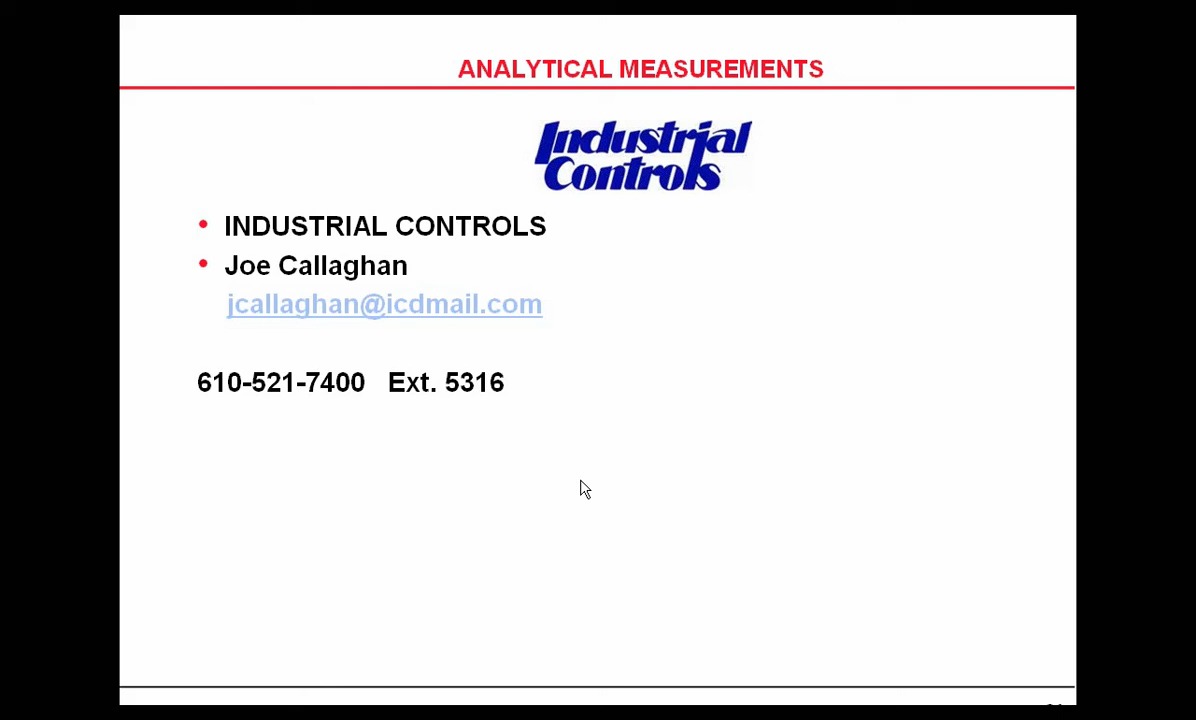 ANALYTICAL MEASUREMENTS
Industrial
Controls
• INDUSTRIAL CONTROLS
• Joe Callaghan
jcallaghan@icdmail.com
610-521-7400 Ext. 5316